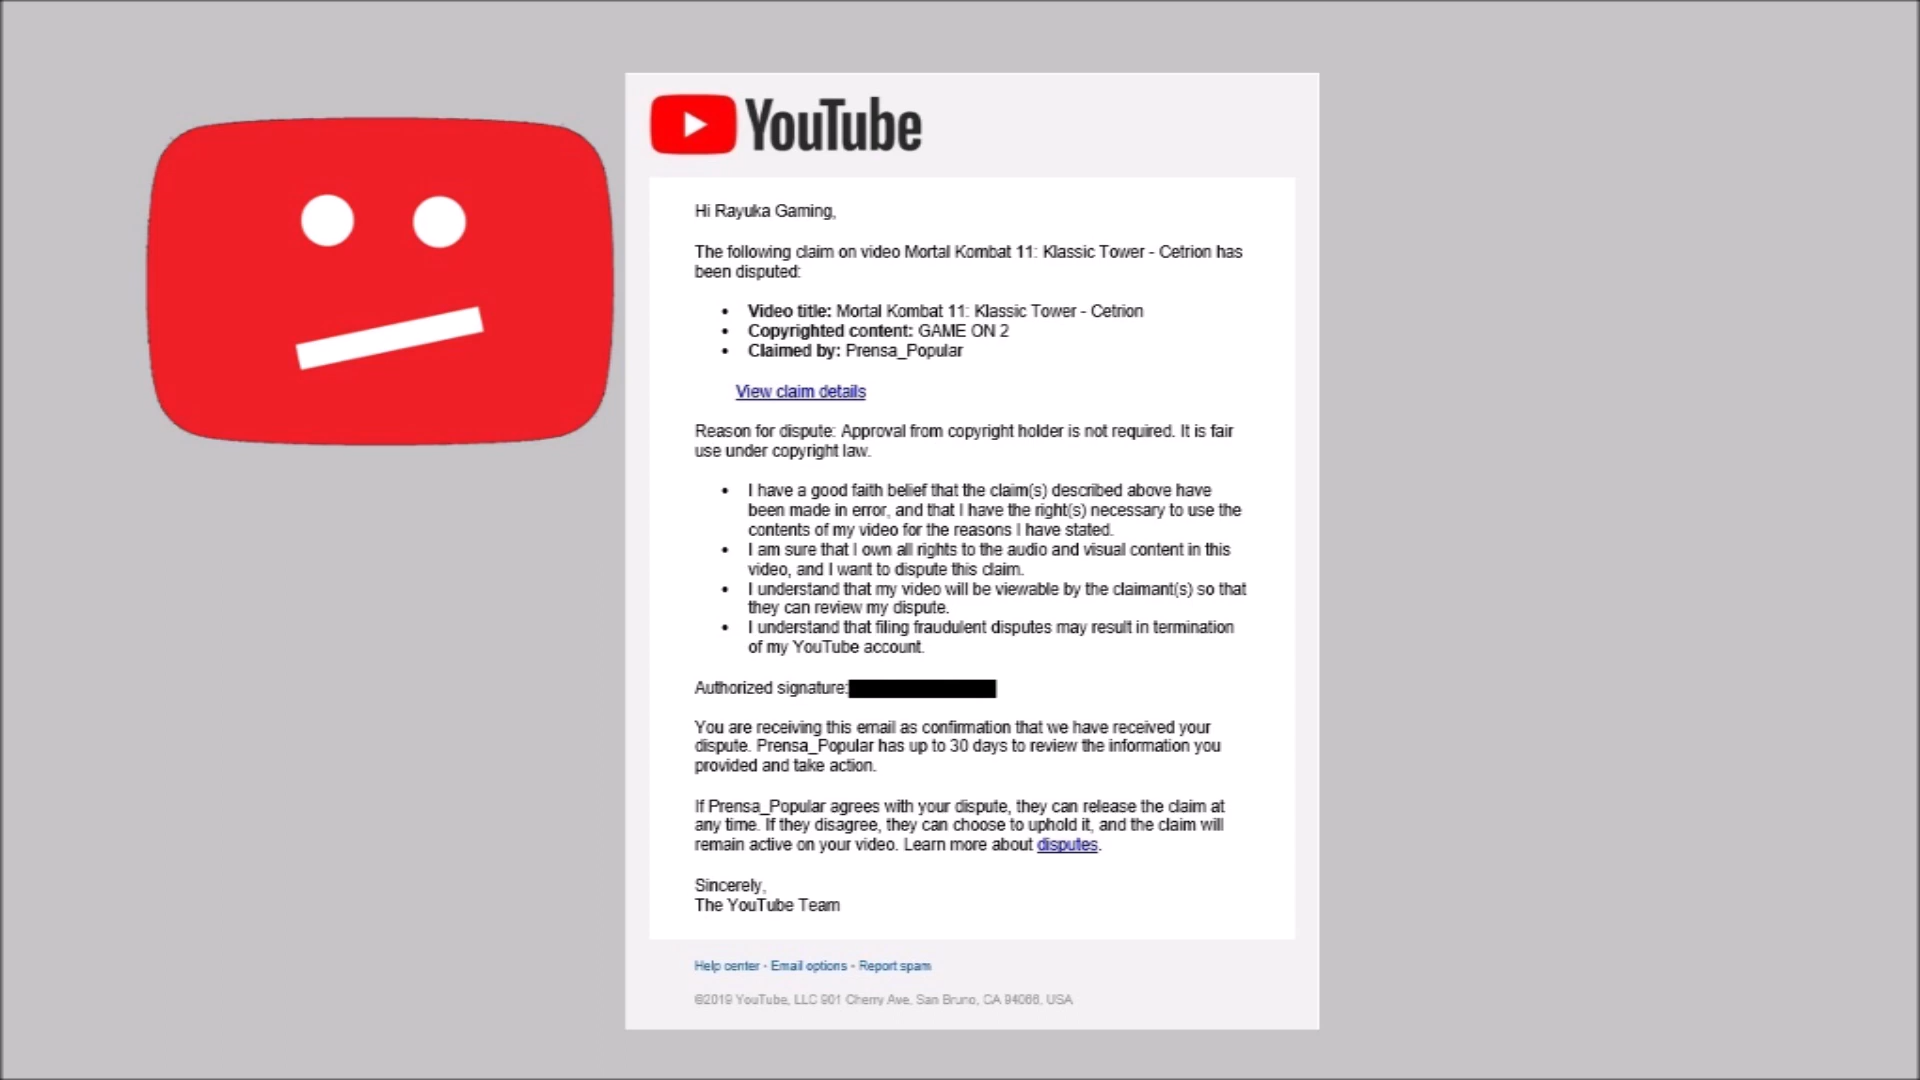 YouTube
Hi Rayuka Gaming,
The following claim on video Mortal Kombat 11: Klassic Tower - Cetrion has
been disputed:
• Video title: Mortal Kombat 11: Klassic Tower - Cetrion
• Copyrighted content: GAME ON 2
• Claimed by: Prensa_Popular
View claim details
Reason for dispute: Approval from copyright holder is not required. It is fair
use under copyright law.
• I have a good faith belief that the claim(s) described above have
been made in error, and that I have the right(s) necessary to use the
contents of my video for the reasons I have stated.
• I am sure that I own all rights to the audio and visual content in this
video, and I want to dispute this claim.
• I understand that my video will be viewable by the claimant(s) so that
they can review my dispute.
• I understand that filing fraudulent disputes may result in termination
of my YouTube account.
Authorized signature:
You are receiving this email as confirmation that we have received your
dispute. Prensa_Popular has up to 30 days to review the information you
provided and take action.
If Prensa_Popular agrees with your dispute, they can release the claim at
any time. If they disagree, they can choose to uphold it, and the claim will
remain active on your video. Learn more about disputes.
Sincerely,
The YouTube Team
Help center - Email options - Report spam
©2019 YouTube, LLC 901 Cherry Ave, San Bruno, CA 94066, USA